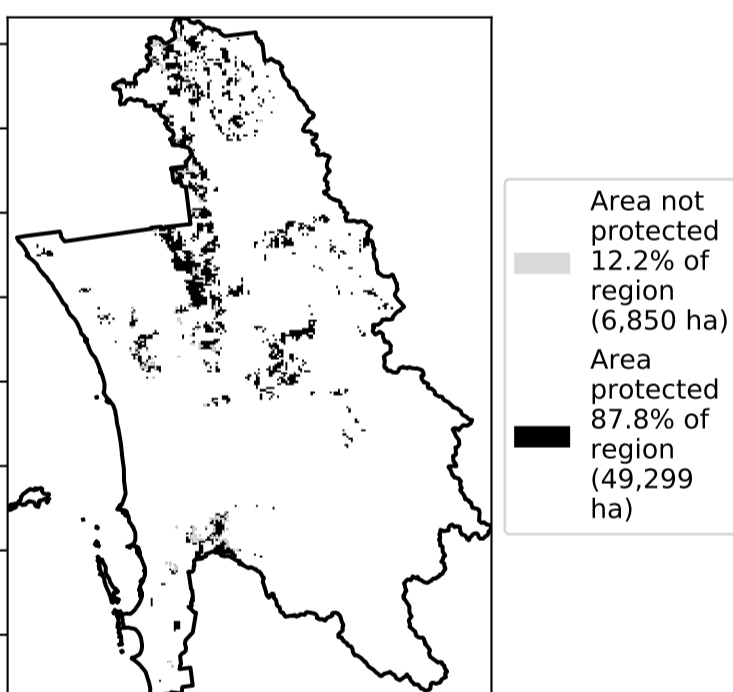 Area not
protected
12.2% of
region
(6,850 ha)
Area
protected
87.8% of
region
(49,299
ha)